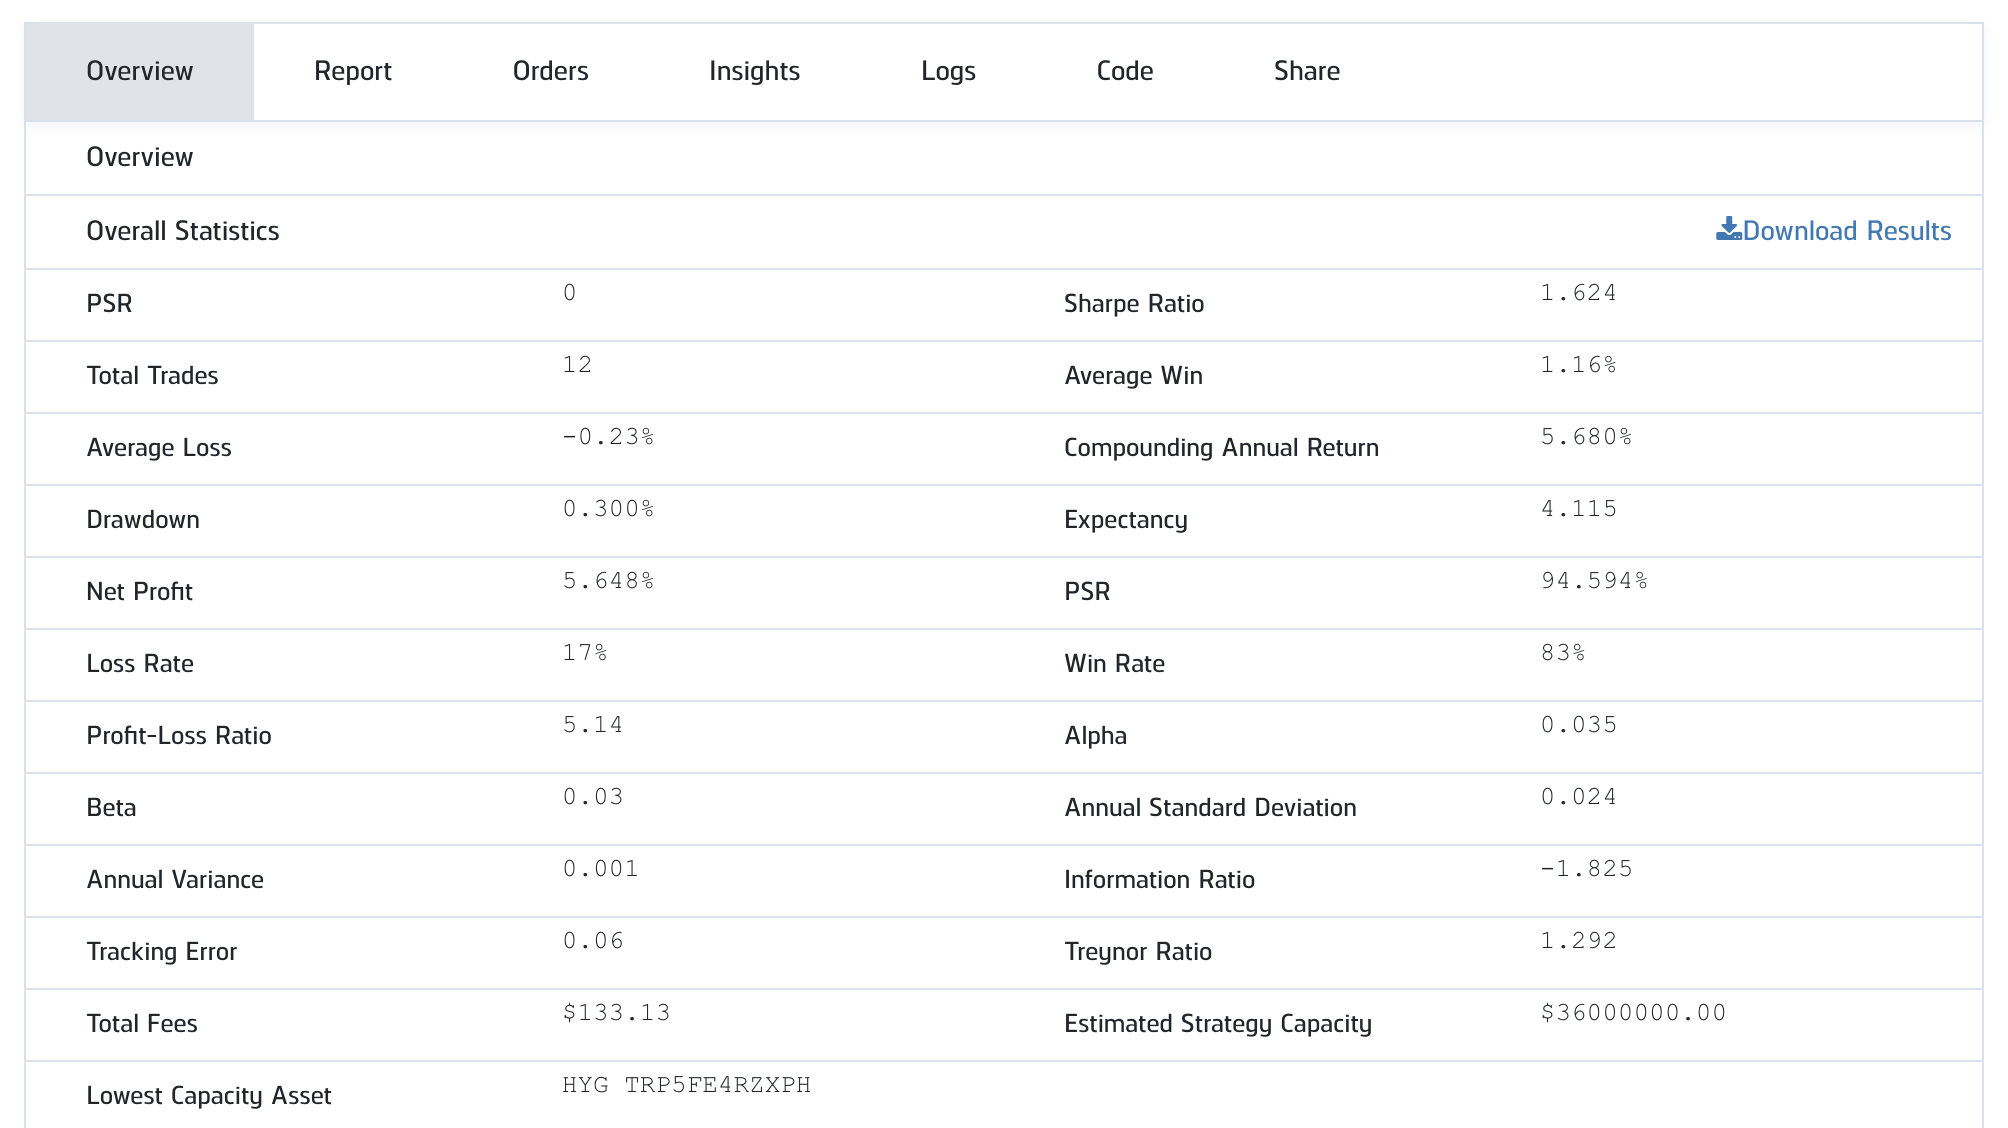 Overview Report Orders Insights Logs Code Share
Overview
Overall Statistics Download Results
PSR 0 Sharpe Ratio 1.624
Total Trades 12 Average Win 1.16%
Average Loss -0.23% Compounding Annual Return 5.680%
Drawdown 0.300% Expectancy 4.115
Net Profit 5.648% PSR 94.594%
Loss Rate 17% Win Rate 83%
Profit-Loss Ratio 5.14 Alpha 0.035
Beta 0.03 Annual Standard Deviation 0.024
Annual Variance 0.001 Information Ratio -1.825
Tracking Error 0.06 Treynor Ratio 1.292
Total Fees $133.13 Estimated Strategy Capacity $36000000.00
Lowest Capacity Asset HYG TRP5FE4RZXPH